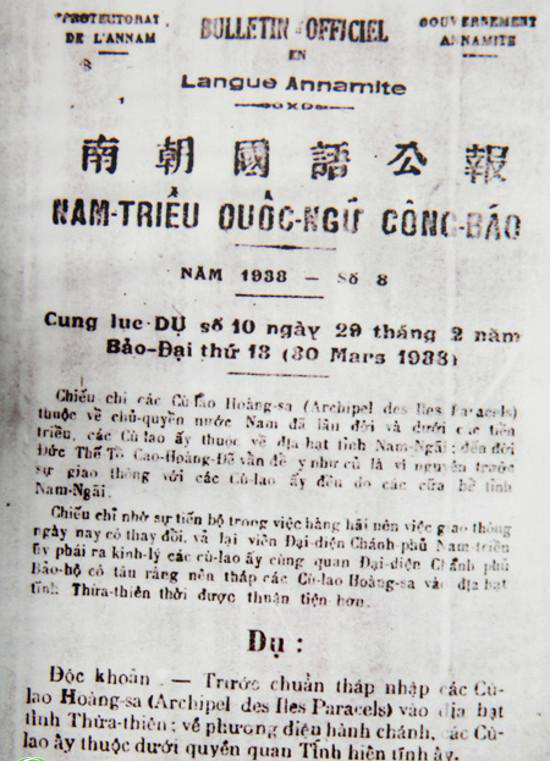 PROTECTORAT
DE L'ANNAM
BULLETIN OFFICIEL
EN
Langue Annamite
GOUVERNEMENT
ANNAMITE
南朝國語公報
NAM-TRIỀU QUỐC-NGỮ CÔNG-BÁO
NĂM 1938 — Số 8
Cung lục DỤ số 10 ngày 29 tháng 2 năm
Bảo-Đại thứ 13 (30 Mars 1938)
Chiếu chi các Cù-lao Hoàng-sa (Archipel des Iles Paracels)
thuộc về chủ-quyền nước Nam đã lâu đời và dưới các tiền
triều, các Cù-lao ấy thuộc về địa hạt tỉnh Nam-Ngãi; đến đời
Đức Thế Tổ Cao-Hoàng-Đế vẫn để y như cũ là vì nguyên trước
sự giao thông với các Cù-lao ấy đều do các cửa bể tỉnh
Nam-Ngãi.
Chiếu chi nhờ sự tiến bộ trong việc hàng hải nên việc giao thông
ngày nay có thay đổi, vả lại viên Đại-diện Chánh phủ Nam-triều
ủy phái ra kinh-lý các cù-lao ấy cùng quan Đại-diện Chánh phủ
Bảo-hộ có tâu rằng nên tháp các Cù-lao Hoàng-sa vào địa hạt
tỉnh Thừa-thiên thời được thuận tiện hơn.
Dụ :
Độc khoản. — Trước chuẩn tháp nhập các Cù-
lao Hoàng-sa (Archipel des Iles Paracels) vào địa hạt
tỉnh Thừa-thiên; về phương diện hành chánh, các Cù-
lao ấy thuộc dưới quyền quan Tỉnh hiến tỉnh ấy.